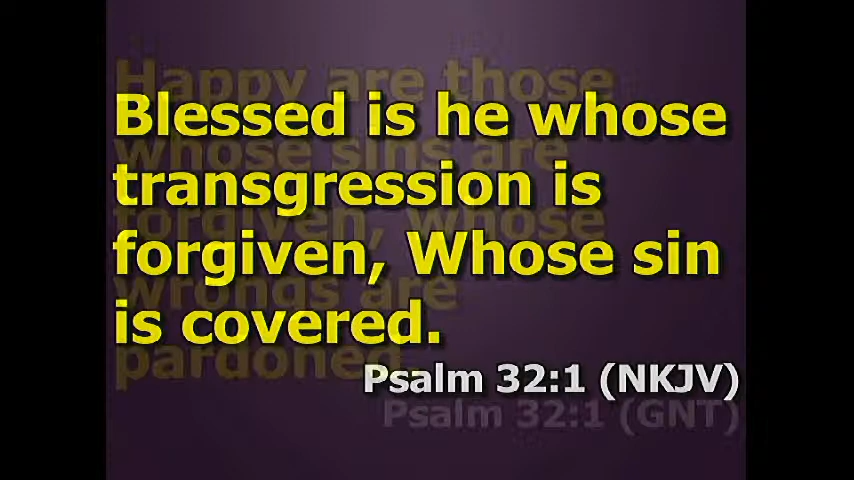 Happy are those
Blessed is he whose
whose sins are
transgression is
forgiven, whose
forgiven, Whose sin
wrongs are
is covered.
pardoned.
Psalm 32:1 (NKJV)
Psalm 32:1 (GNT)